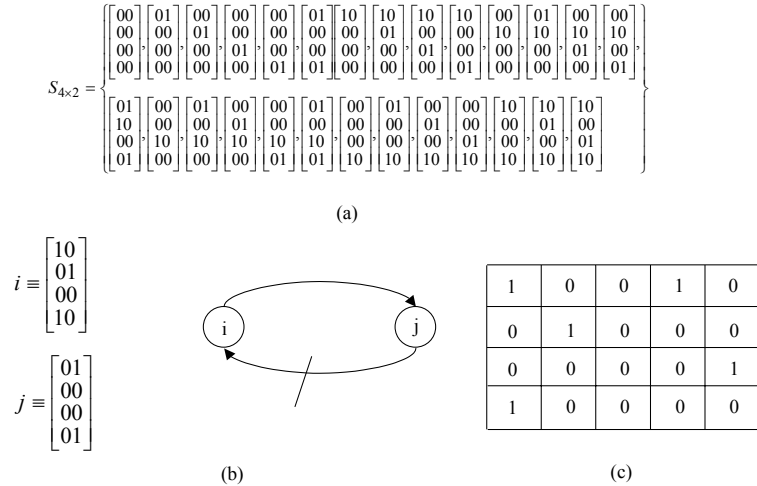 00 01 00 00 00 01 10 10 10 10 00 01 00 00
00 00 01 00 00 00 00 01 00 00 10 10 10 10
00 , 00 , 00 , 01 , 00 , 00 00 , 00 , 01 , 00 , 00 , 00 , 01 , 00 ,
00 00 00 00 01 01 00 00 00 01 00 00 00 01
S4×2 =
01 00 01 00 00 01 00 01 00 00 10 10 10
10 00 00 01 00 00 00 00 01 00 00 01 00
00 , 10 , 10 , 10 , 10 , 10 , 00 , 00 , 00 , 01 , 00 , 00 , 01
01 00 00 00 01 01 10 10 10 10 10 10 10
(a)
i ≡ 10
01
00
10
j ≡ 01
00
00
01
i j
(b)
1 0 0 1 0
0 1 0 0 0
0 0 0 0 1
1 0 0 0 0
(c)